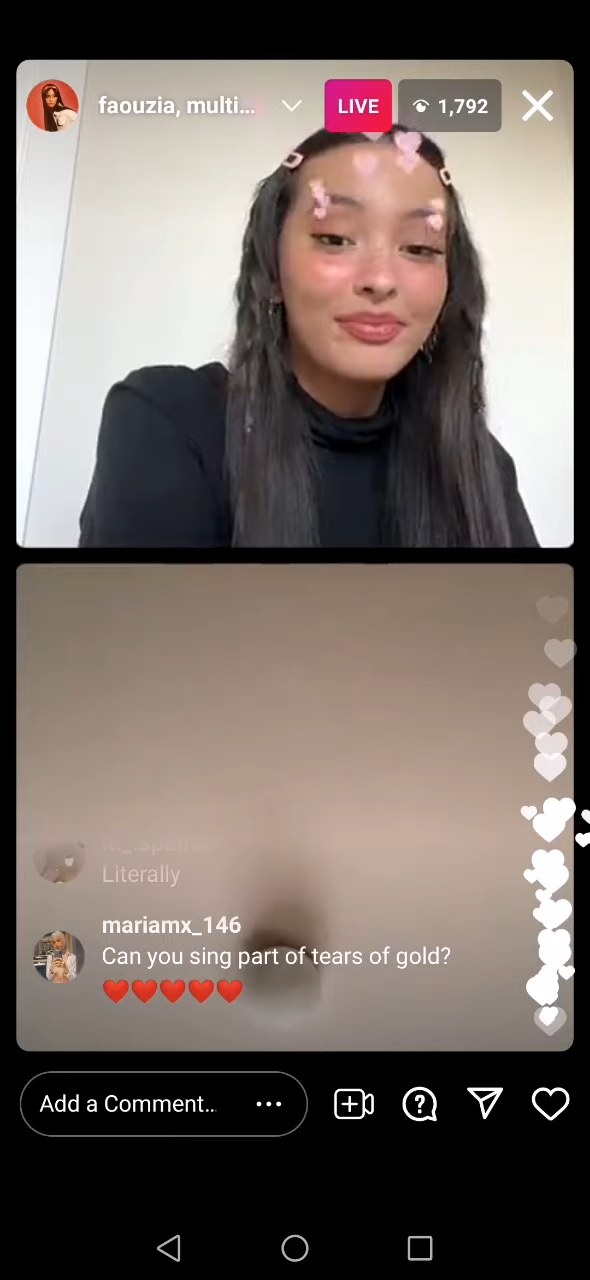 faouzia, multi...
LIVE
1,792
Literally
mariamx_146
Can you sing part of tears of gold?
Add a Comment...